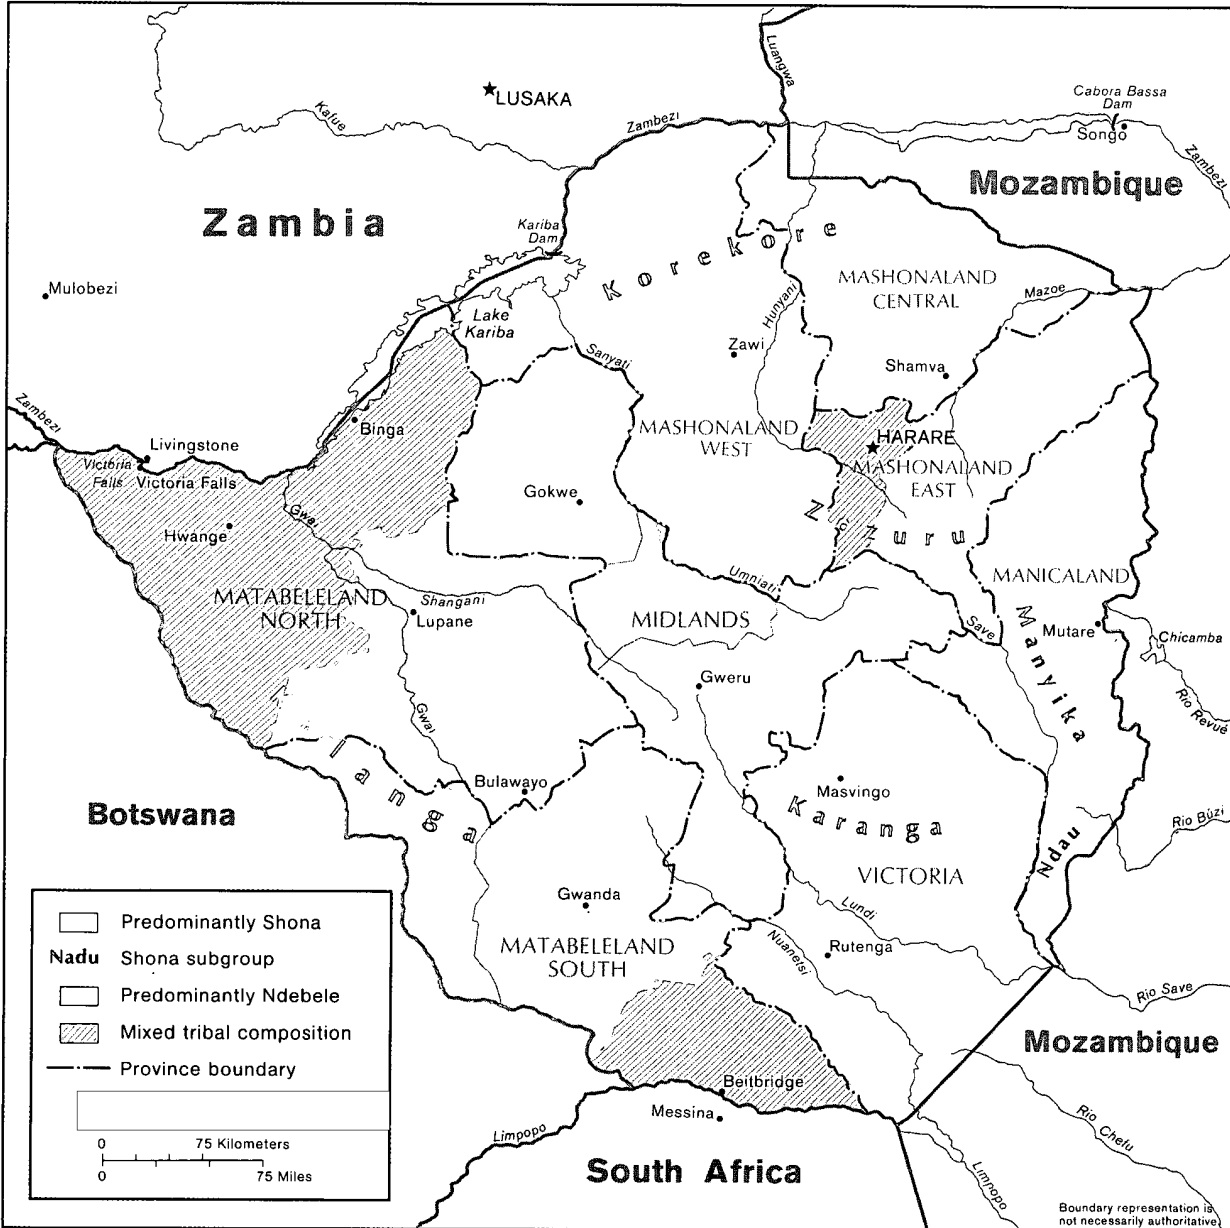 LUSAKA
Kafue
Luangwa
Zambezi
Cabora Bassa
Dam
Songo
Zambezi
Mozambique
Zambia
Kariba
Dam
Korekore
Mulobezi
MASHONALAND
CENTRAL
Mazoe
Lake
Kariba
Hunyani
Sanyati
Zawi
Shamva
Zambezi
Binga
Livingstone
Victoria
Falls
Victoria Falls
MASHONALAND
WEST
HARARE
MASHONALAND
EAST
Gokwe
Gwai
Hwange
Zezuru
MATABELELAND
NORTH
Shangani
Lupane
Umniati
MIDLANDS
MANICALAND
Save
Mutare
Chicamba
Manyika
Rio Revué
Gweru
Gwai
Kalanga
Bulawayo
Masvingo
Karanga
VICTORIA
Botswana
Rio Búzi
Ndau
Gwanda
Lundi
Nuanetsi
Rutenga
MATABELELAND
SOUTH
Rio Save
Mozambique
Beitbridge
Messina
Limpopo
South Africa
Rio Chefu
Limpopo
Predominantly Shona
Nadu Shona subgroup
Predominantly Ndebele
Mixed tribal composition
Province boundary
0 75 Kilometers
0 75 Miles
Boundary representation is
not necessarily authoritative